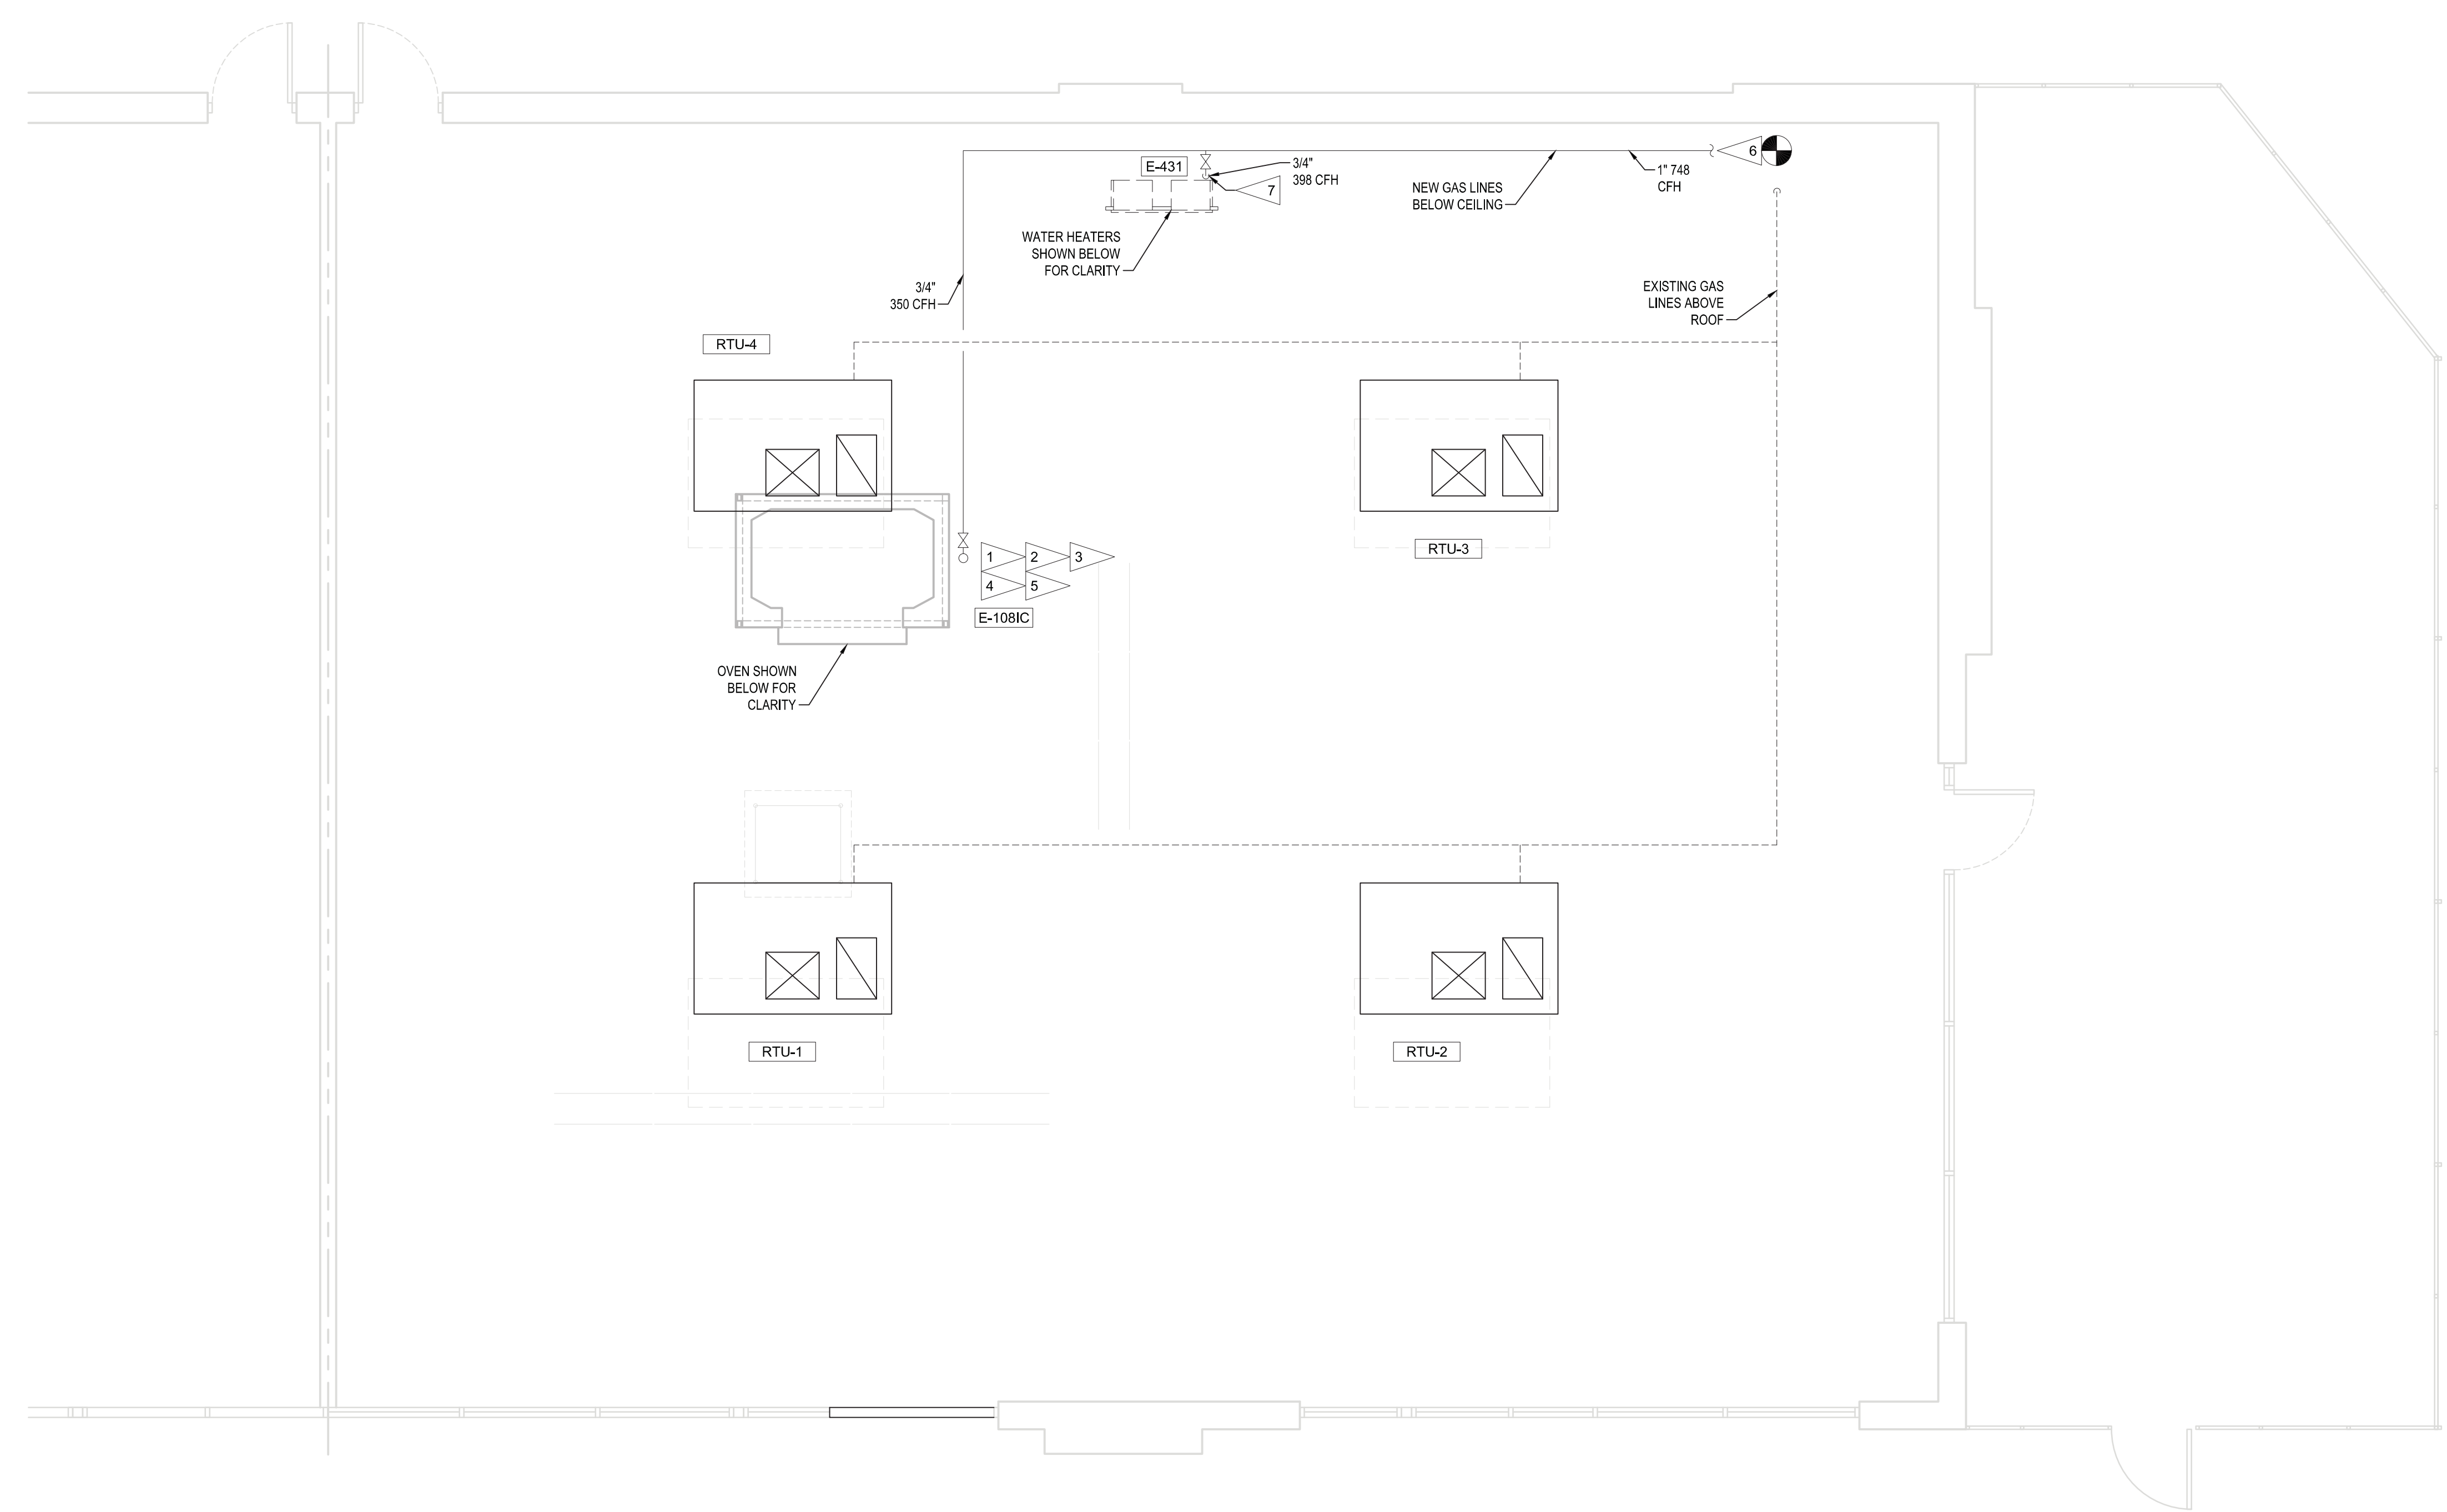 6
E-431
3/4"
398 CFH
7
1" 748
CFH
NEW GAS LINES
BELOW CEILING
WATER HEATERS
SHOWN BELOW
FOR CLARITY
3/4"
350 CFH
EXISTING GAS
LINES ABOVE
ROOF
RTU-4
RTU-3
1 2 3
4 5
E-108IC
OVEN SHOWN
BELOW FOR
CLARITY
RTU-1
RTU-2